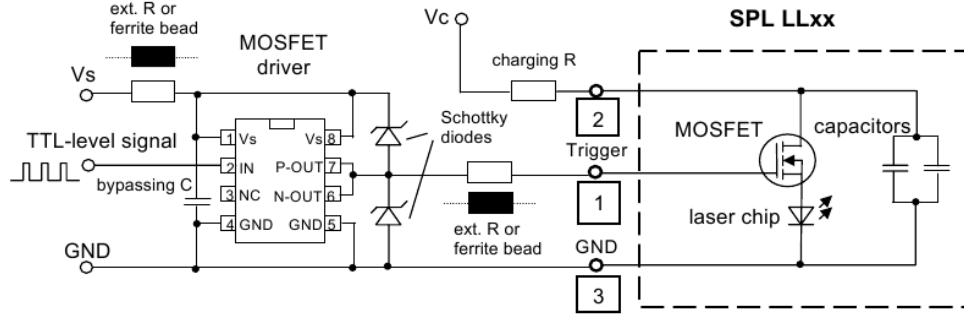 ext. R or
ferrite bead
MOSFET
driver
Vc
SPL LLxx
charging R
Vs
Schottky
diodes
2
MOSFET
capacitors
TTL-level signal
1 Vs
Vs 8
2 IN
P-OUT 7
3 NC
N-OUT 6
4 GND
GND 5
bypassing C
Trigger
1
laser chip
ext. R or
ferrite bead
GND
GND
3